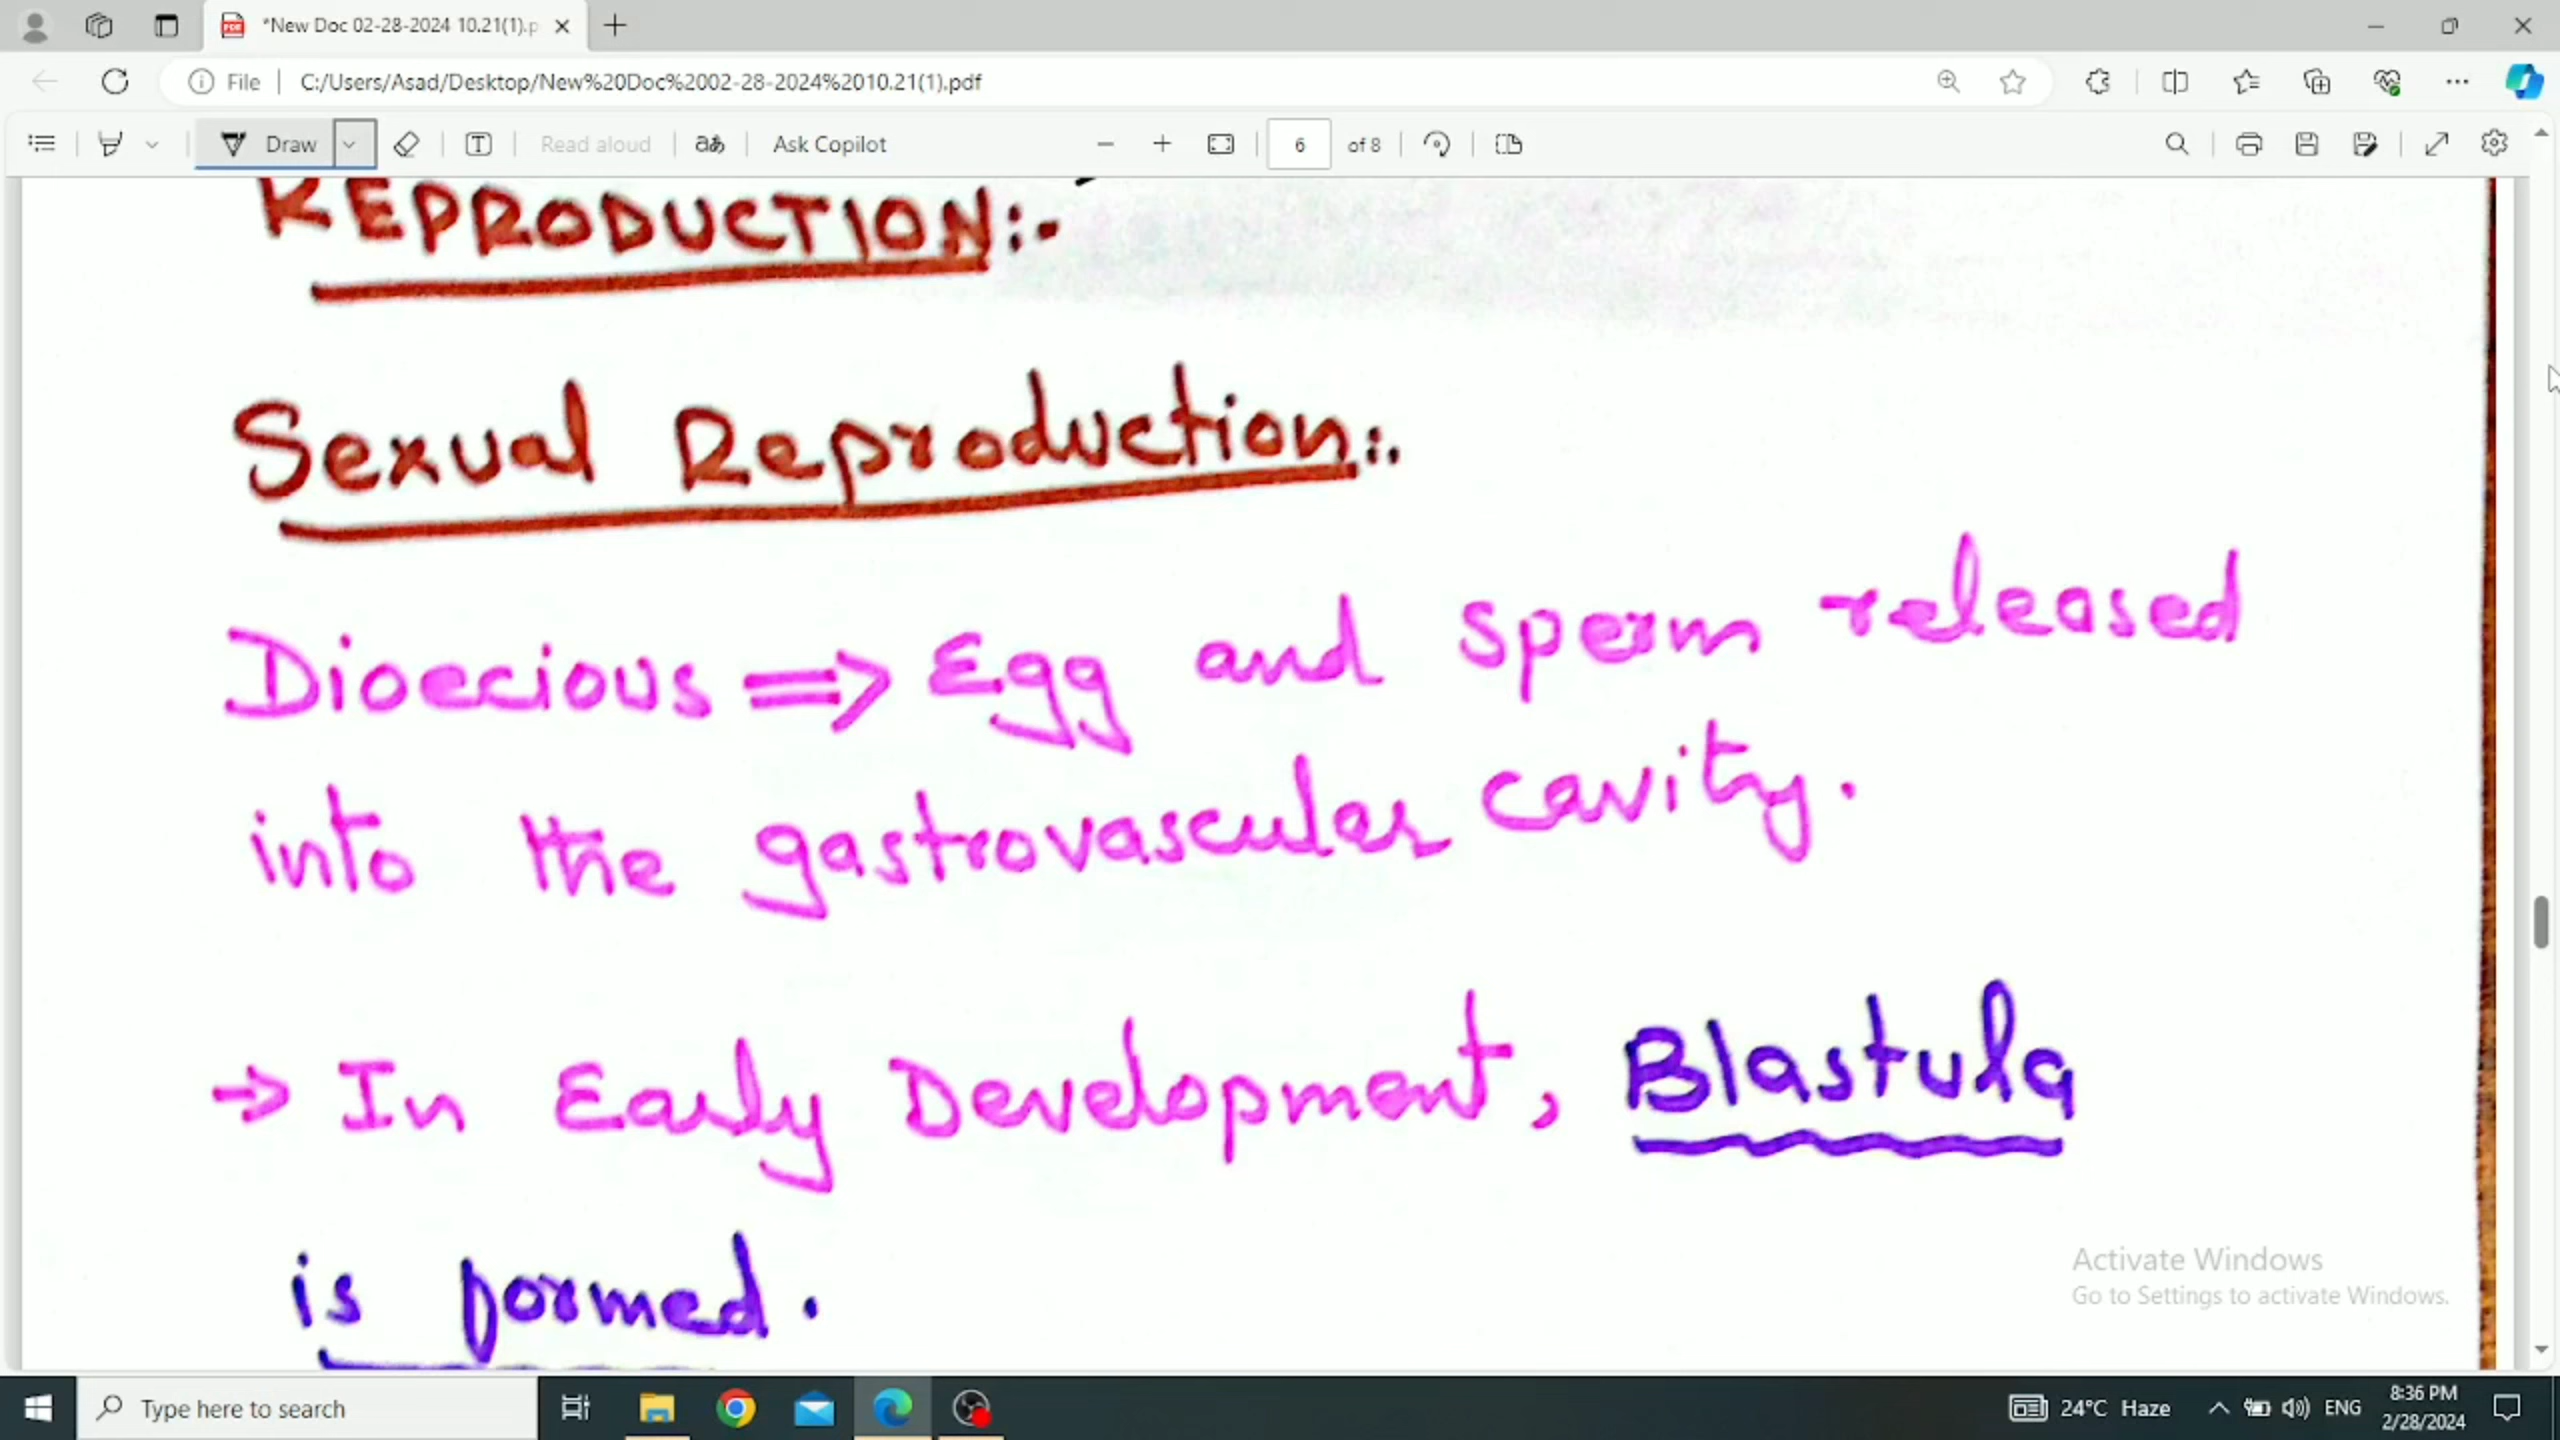 *New Doc 02-28-2024 10.21(1).p
File
C:/Users/Asad/Desktop/New%20Doc%2002-28-2024%2010.21(1).pdf
Draw
Read aloud
Ask Copilot
6 of 8
REPRODUCTION:-
Sexual Reproduction:.
Dioecious => Egg and sperm released
into the gastrovascular cavity.
→ In Early Development, Blastula
is formed.
Activate Windows
Go to Settings to activate Windows.
Type here to search
24°C Haze
ENG
8:36 PM
2/28/2024